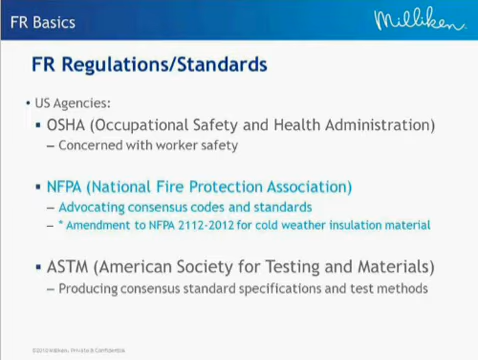 FR Basics
Milliken
FR Regulations/Standards
• US Agencies:
▪ OSHA (Occupational Safety and Health Administration)
– Concerned with worker safety
▪ NFPA (National Fire Protection Association)
– Advocating consensus codes and standards
– * Amendment to NFPA 2112-2012 for cold weather insulation material
▪ ASTM (American Society for Testing and Materials)
– Producing consensus standard specifications and test methods
Milliken, Private & Confidential